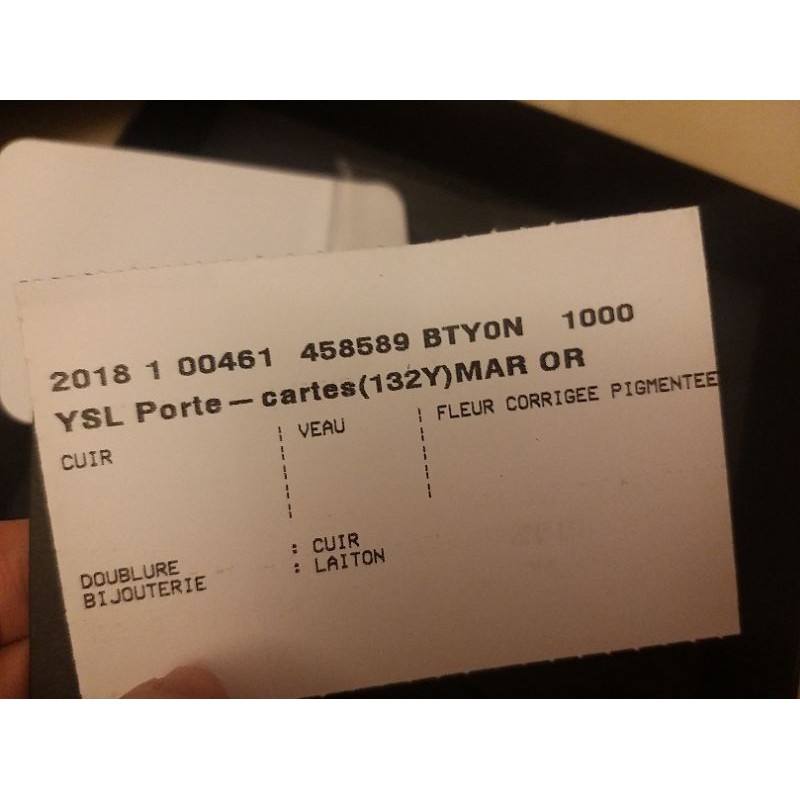 2018 1 00461 458589 BTY0N 1000
YSL Porte-cartes(132Y)MAR OR
CUIR ¦ VEAU ¦ FLEUR CORRIGEE PIGMENTEE
DOUBLURE : CUIR
BIJOUTERIE : LAITON